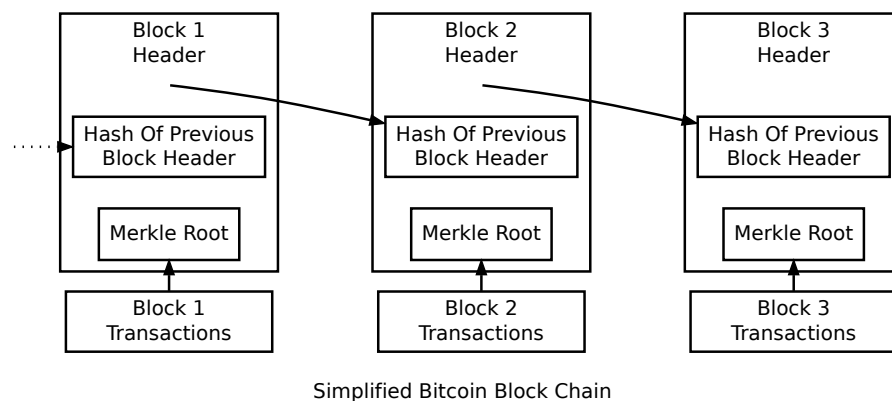 Block 1
Header
Block 2
Header
Block 3
Header
Hash Of Previous
Block Header
Hash Of Previous
Block Header
Hash Of Previous
Block Header
Merkle Root
Merkle Root
Merkle Root
Block 1
Transactions
Block 2
Transactions
Block 3
Transactions
Simplified Bitcoin Block Chain